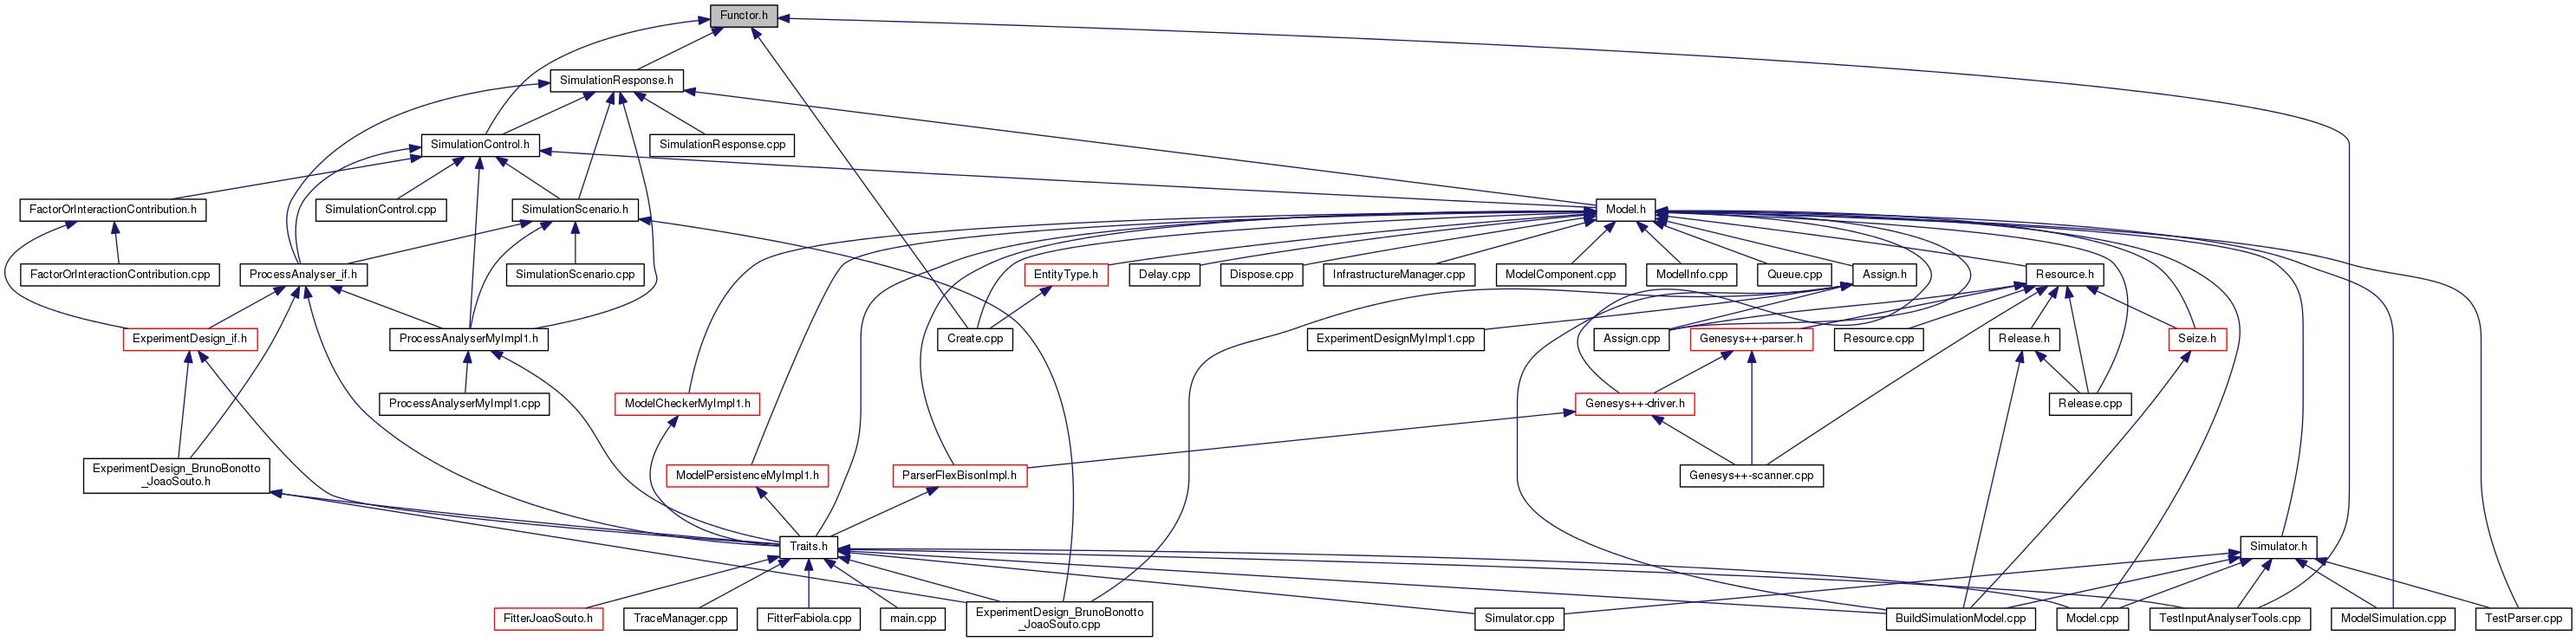 Functor.h
SimulationResponse.h
SimulationControl.h
SimulationResponse.cpp
FactorOrInteractionContribution.h
SimulationControl.cpp
SimulationScenario.h
Model.h
FactorOrInteractionContribution.cpp
ProcessAnalyser_if.h
SimulationScenario.cpp
EntityType.h
Delay.cpp
Dispose.cpp
InfrastructureManager.cpp
ModelComponent.cpp
ModelInfo.cpp
Queue.cpp
Assign.h
Resource.h
ExperimentDesign_if.h
ProcessAnalyserMyImpl1.h
Create.cpp
ExperimentDesignMyImpl1.cpp
Assign.cpp
Genesys++-parser.h
Resource.cpp
Release.h
Seize.h
ProcessAnalyserMyImpl1.cpp
ModelCheckerMyImpl1.h
Genesys++-driver.h
Release.cpp
ExperimentDesign_BrunoBonotto
_JoaoSouto.h
ModelPersistenceMyImpl1.h
ParserFlexBisonImpl.h
Genesys++-scanner.cpp
Traits.h
Simulator.h
FitterJoaoSouto.h
TraceManager.cpp
FitterFabiola.cpp
main.cpp
ExperimentDesign_BrunoBonotto
_JoaoSouto.cpp
Simulator.cpp
BuildSimulationModel.cpp
Model.cpp
TestInputAnalyserTools.cpp
ModelSimulation.cpp
TestParser.cpp